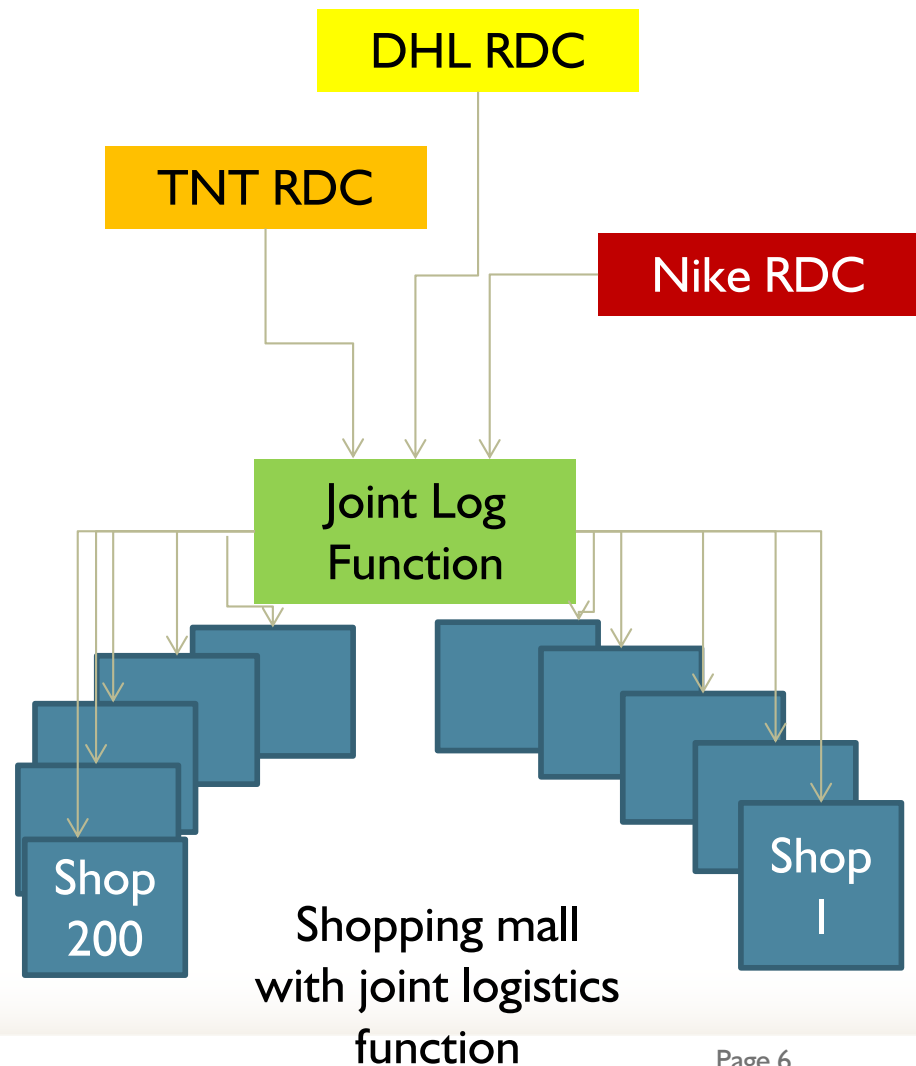 DHL RDC
TNT RDC
Nike RDC
Joint Log
Function
Shop
200
Shop
1
Shopping mall
with joint logistics
function
Page 6